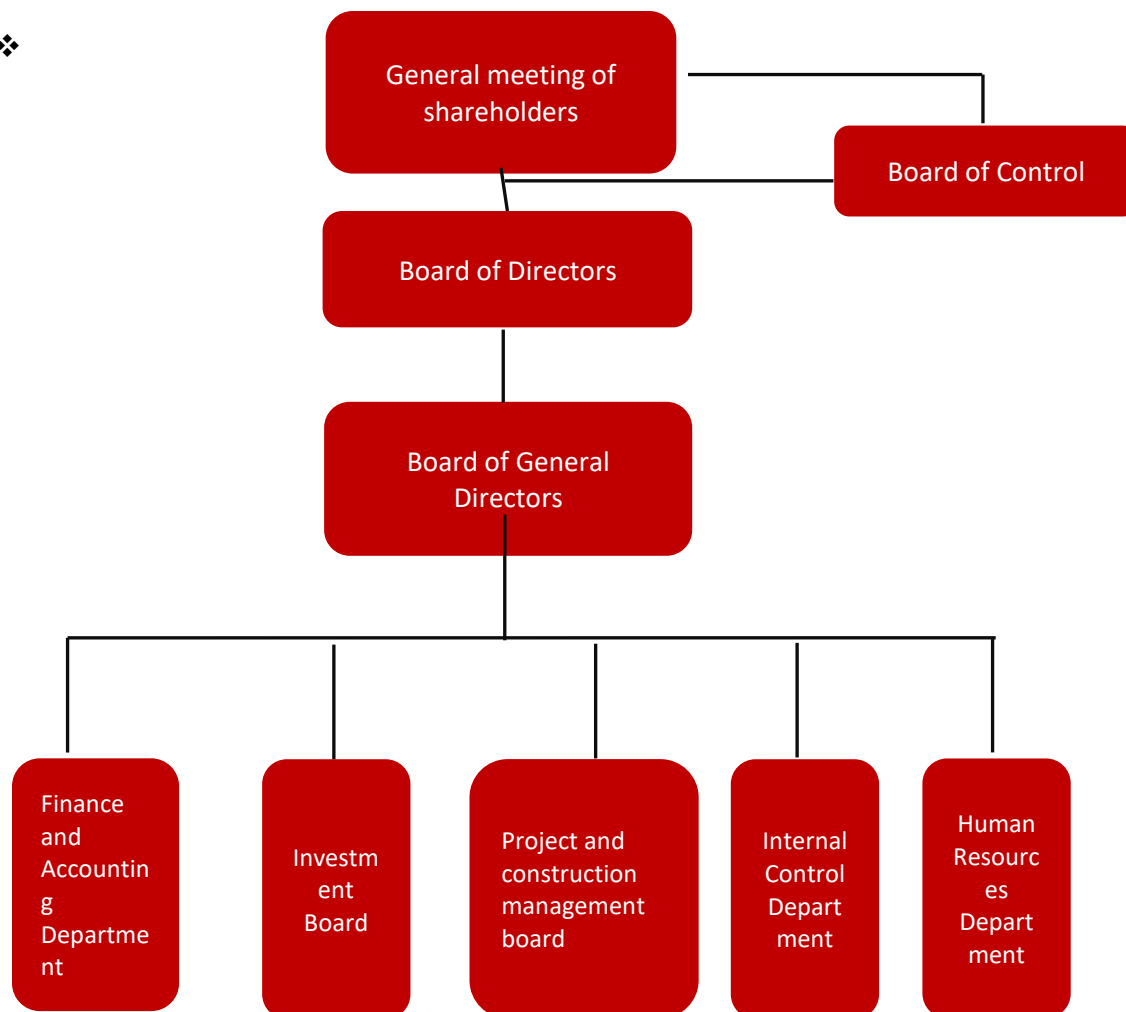 General meeting of
shareholders
Board of Control
Board of Directors
Board of General
Directors
Finance
and
Accountin
g
Departme
nt
Investm
ent
Board
Project and
construction
management
board
Internal
Control
Depart
ment
Human
Resourc
es
Depart
ment